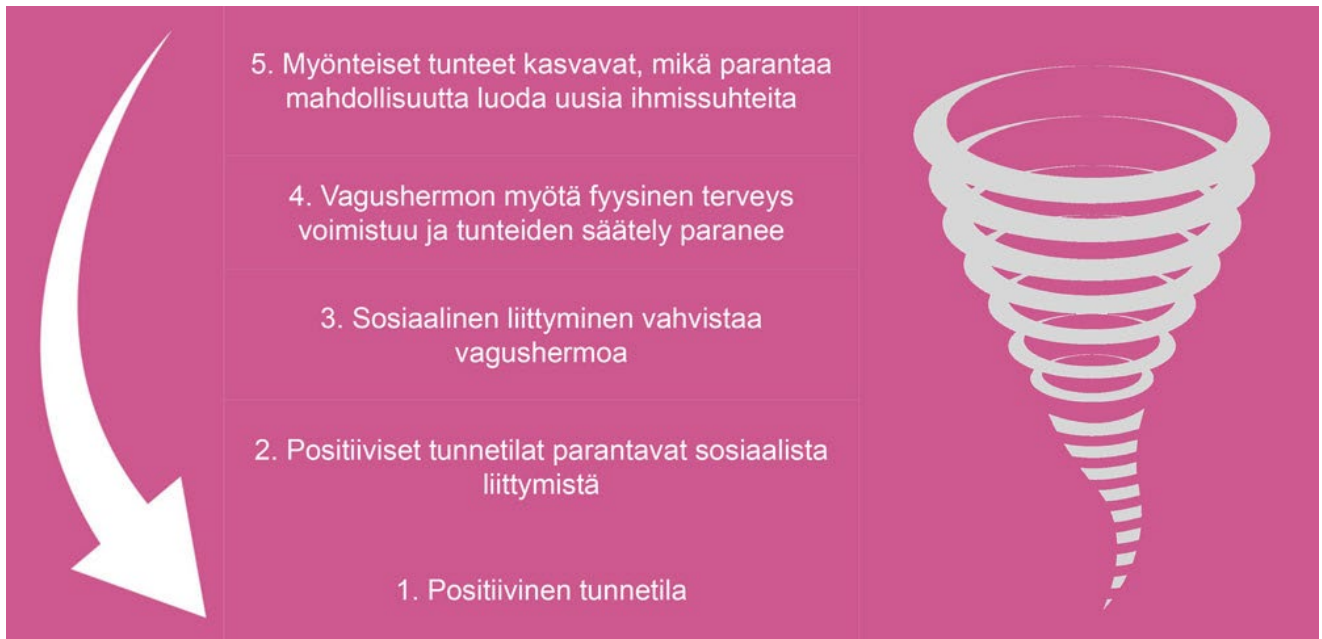 5. Myönteiset tunteet kasvavat, mikä parantaa
mahdollisuutta luoda uusia ihmissuhteita
4. Vagushermon myötä fyysinen terveys
voimistuu ja tunteiden säätely paranee
3. Sosiaalinen liittyminen vahvistaa
vagushermoa
2. Positiiviset tunnetilat parantavat sosiaalista
liittymistä
1. Positiivinen tunnetila